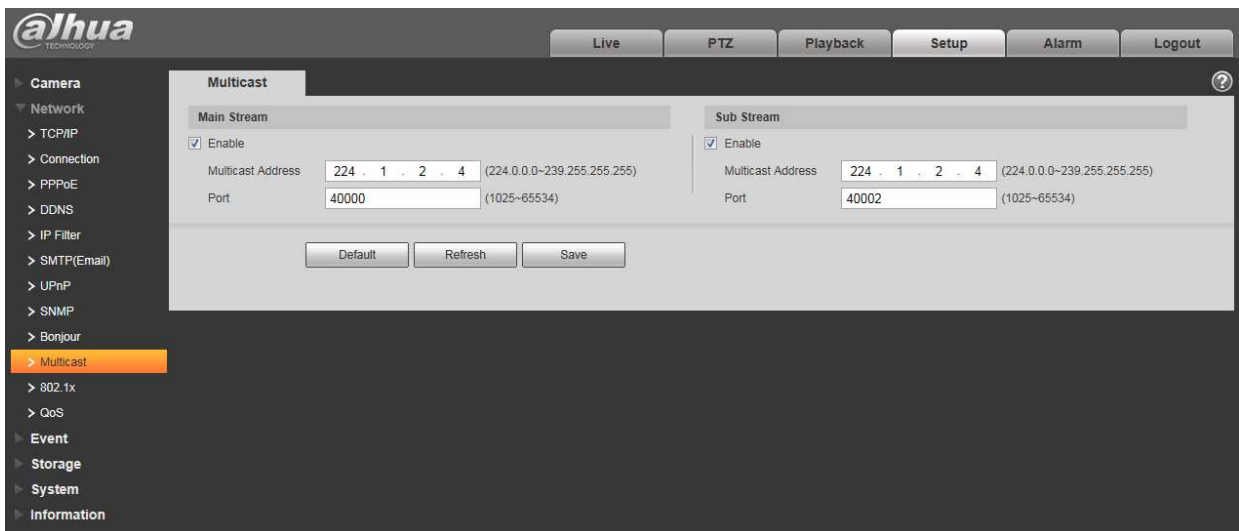 alhua
TECHNOLOGY
Live PTZ Playback Setup Alarm Logout
Camera
Network
> TCP/IP
> Connection
> PPPoE
> DDNS
> IP Filter
> SMTP(Email)
> UPnP
> SNMP
> Bonjour
> Multicast
> 802.1x
> QoS
Event
Storage
System
Information
Multicast ?
Main Stream
Enable
Multicast Address 224 . 1 . 2 . 4 (224.0.0.0~239.255.255.255)
Port 40000 (1025~65534)
Sub Stream
Enable
Multicast Address 224 . 1 . 2 . 4 (224.0.0.0~239.255.255.255)
Port 40002 (1025~65534)
Default Refresh Save